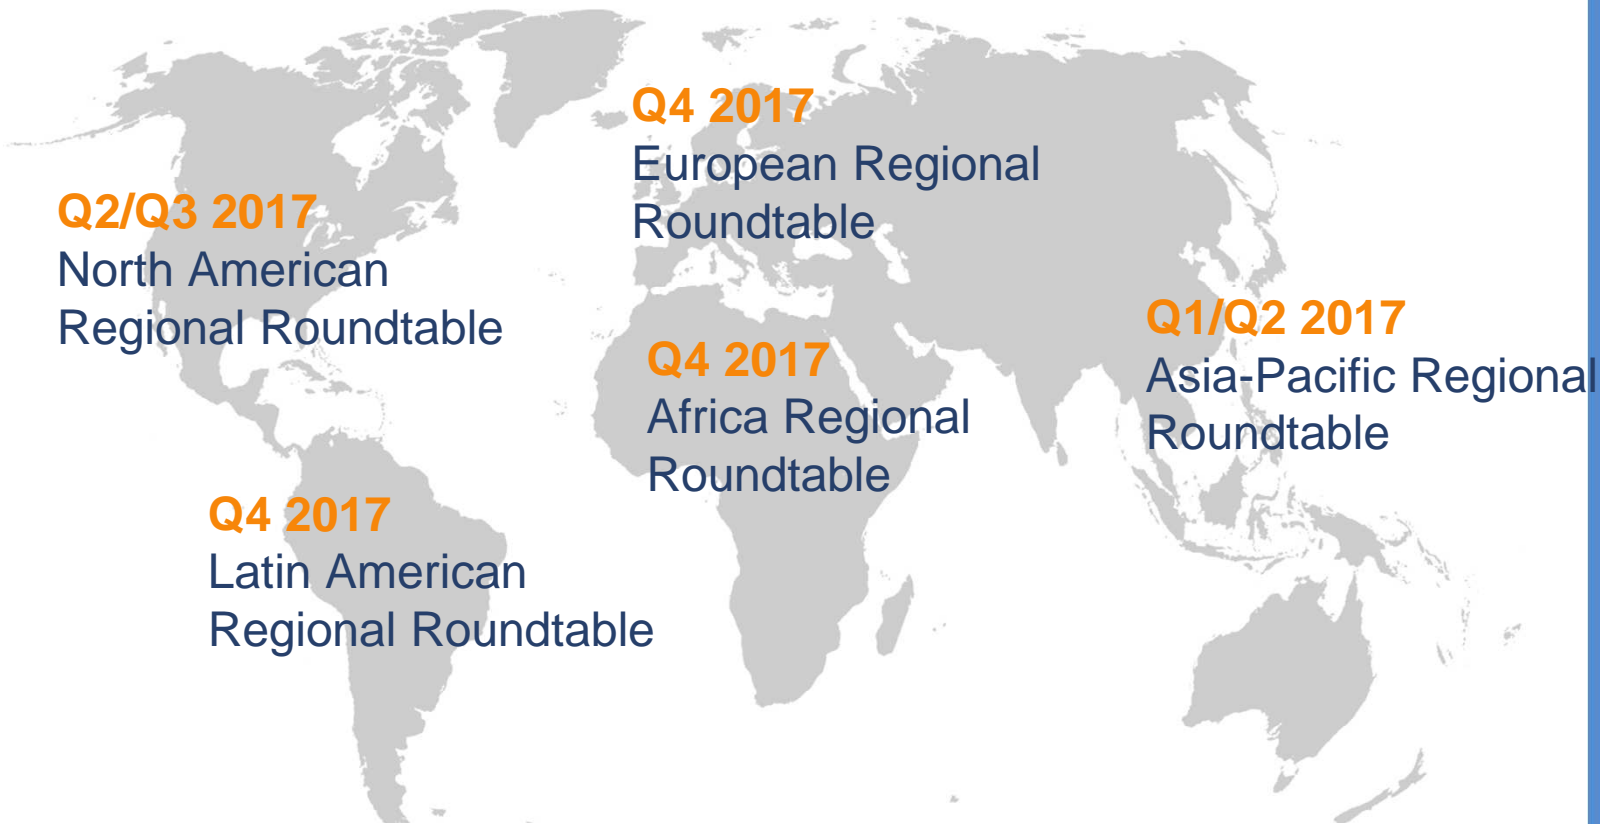 Q4 2017
European Regional
Roundtable
Q2/Q3 2017
North American
Regional Roundtable
Q1/Q2 2017
Asia-Pacific Regional
Roundtable
Q4 2017
Africa Regional
Roundtable
Q4 2017
Latin American
Regional Roundtable